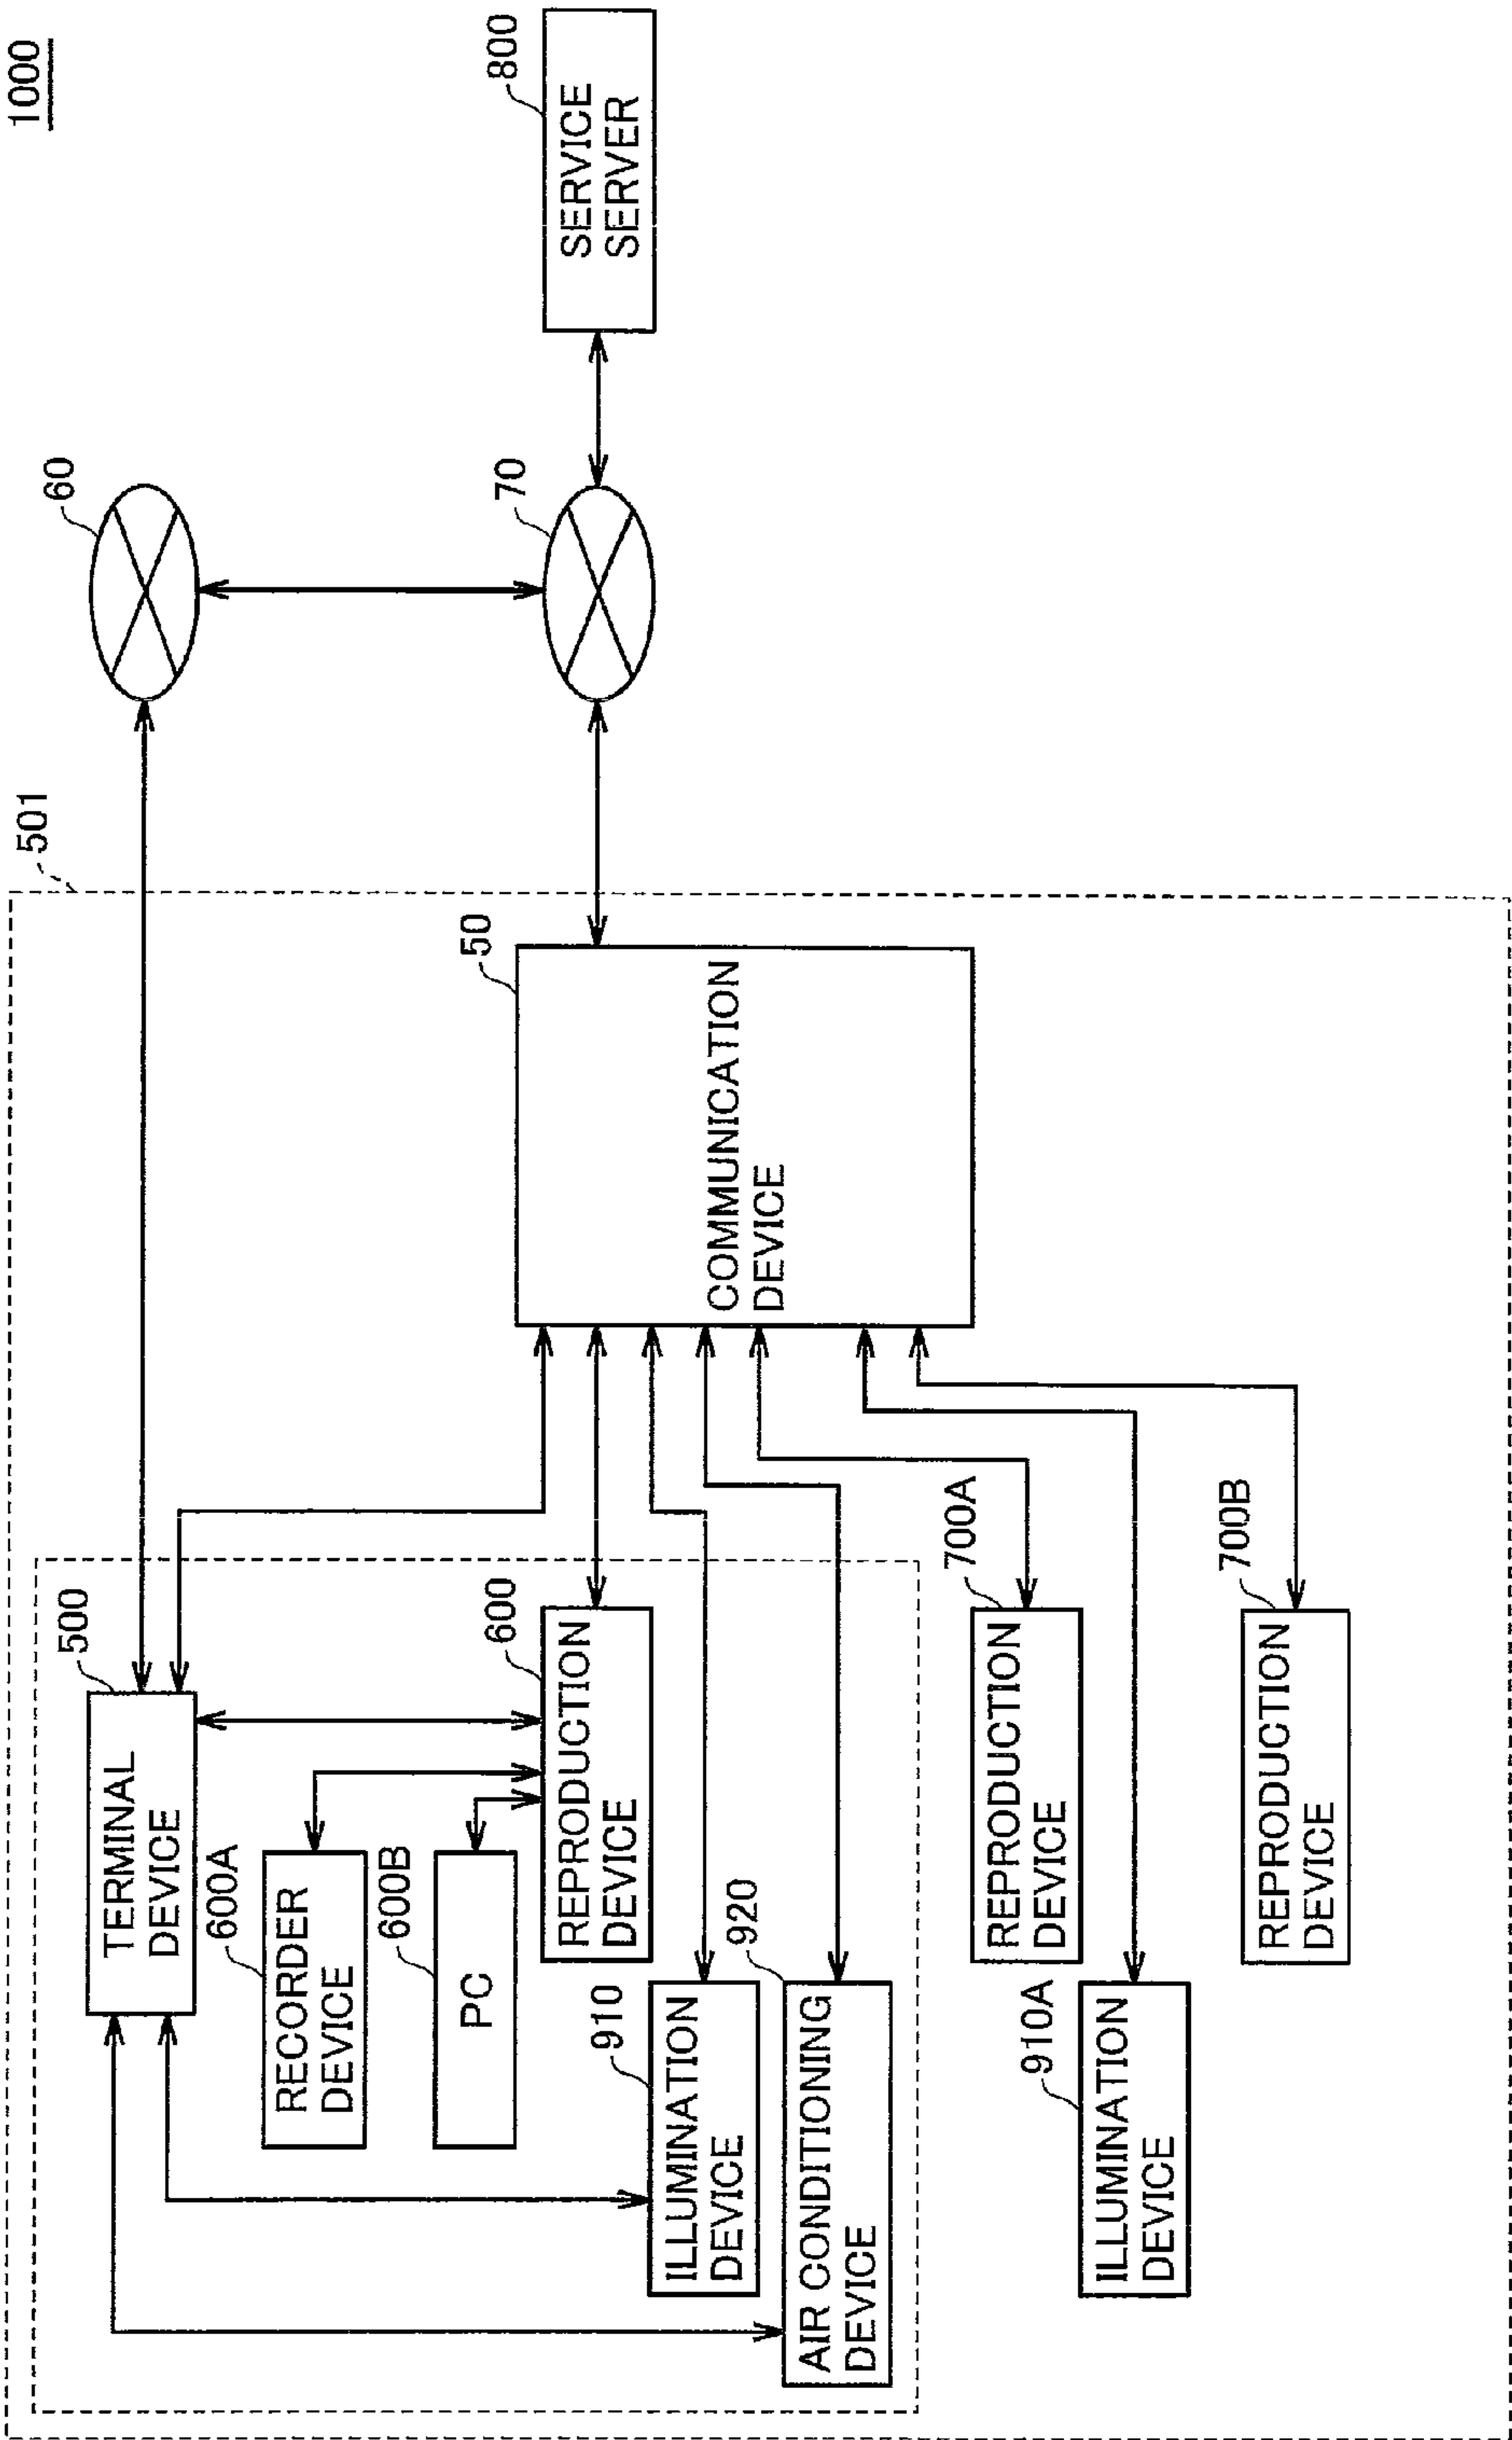 1000
501
500
TERMINAL
DEVICE
60
600A
RECORDER
DEVICE
600B
PC
600
REPRODUCTION
DEVICE
50
COMMUNICATION
DEVICE
70
800
SERVICE
SERVER
910
ILLUMINATION
DEVICE
920
AIR CONDITIONING
DEVICE
700A
REPRODUCTION
DEVICE
910A
ILLUMINATION
DEVICE
700B
REPRODUCTION
DEVICE